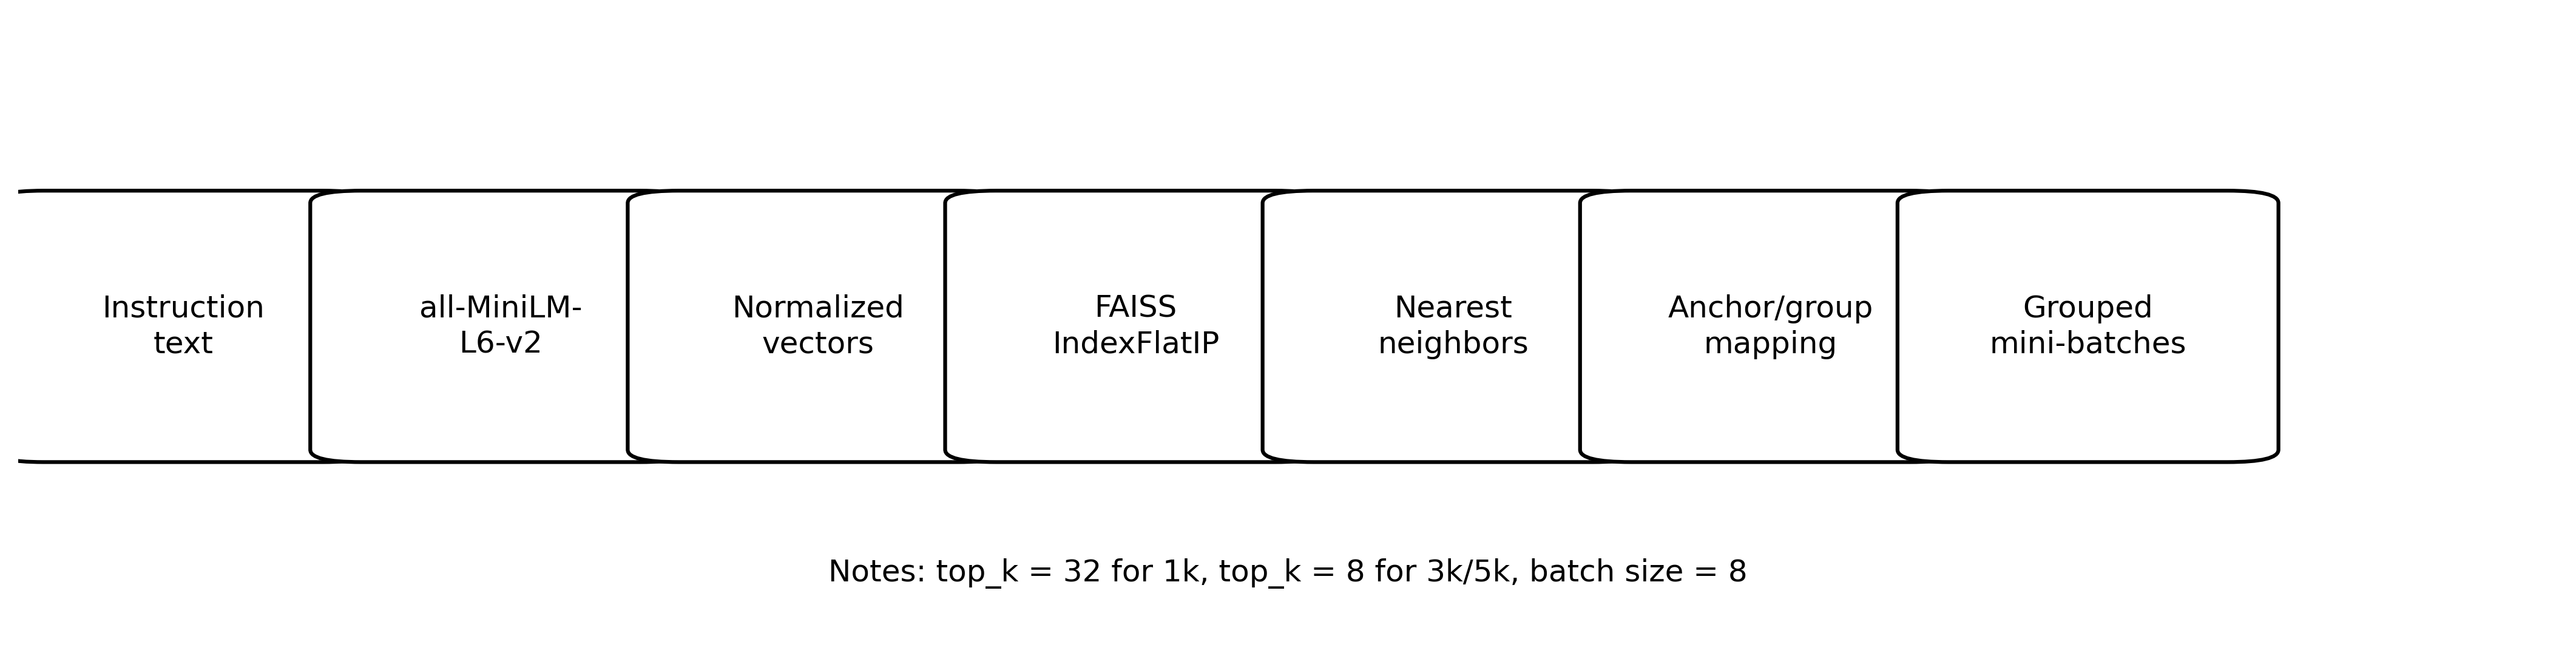 Instruction
text
all-MiniLM-
L6-v2
Normalized
vectors
FAISS
IndexFlatIP
Nearest
neighbors
Anchor/group
mapping
Grouped
mini-batches
Notes: top_k = 32 for 1k, top_k = 8 for 3k/5k, batch size = 8